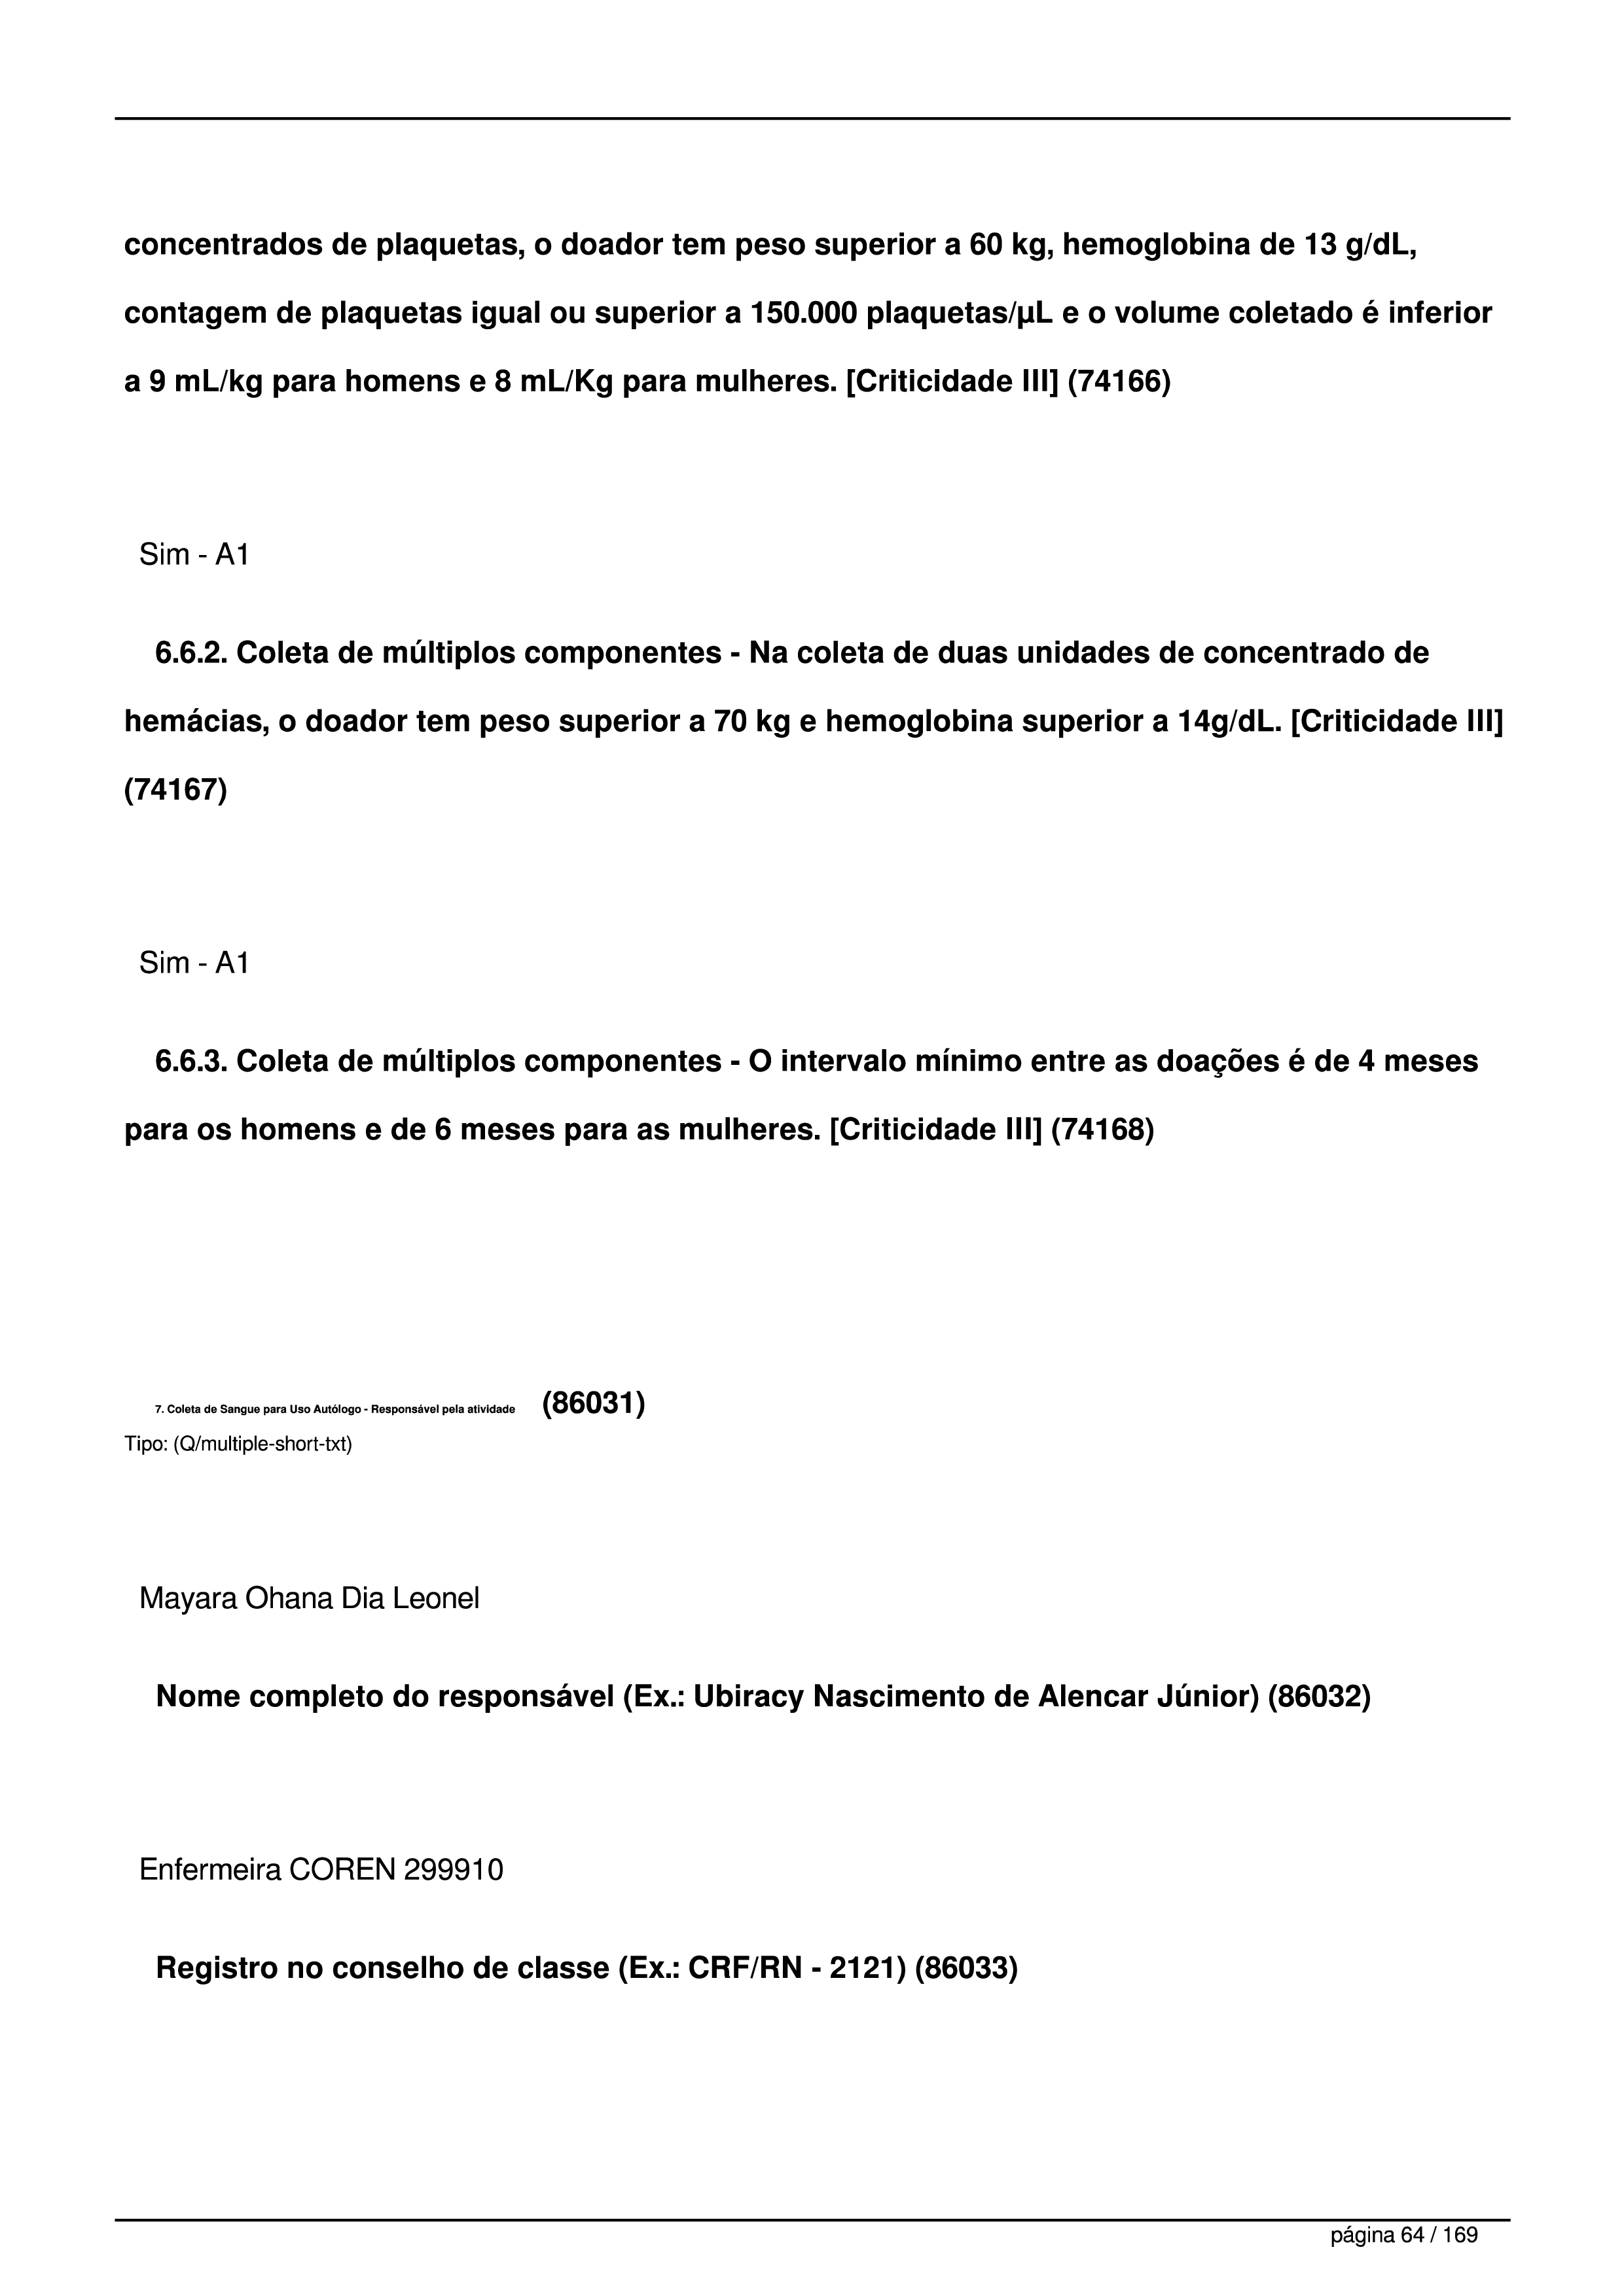 concentrados de plaquetas, o doador tem peso superior a 60 kg, hemoglobina de 13 g/dL,
contagem de plaquetas igual ou superior a 150.000 plaquetas/µL e o volume coletado é inferior
a 9 mL/kg para homens e 8 mL/Kg para mulheres. [Criticidade III] (74166)
Sim - A1
6.6.2. Coleta de múltiplos componentes - Na coleta de duas unidades de concentrado de
hemácias, o doador tem peso superior a 70 kg e hemoglobina superior a 14g/dL. [Criticidade III]
(74167)
Sim - A1
6.6.3. Coleta de múltiplos componentes - O intervalo mínimo entre as doações é de 4 meses
para os homens e de 6 meses para as mulheres. [Criticidade III] (74168)
7. Coleta de Sangue para Uso Autólogo - Responsável pela atividade (86031)
Tipo: (Q/multiple-short-txt)
Mayara Ohana Dia Leonel
Nome completo do responsável (Ex.: Ubiracy Nascimento de Alencar Júnior) (86032)
Enfermeira COREN 299910
Registro no conselho de classe (Ex.: CRF/RN - 2121) (86033)
página 64 / 169